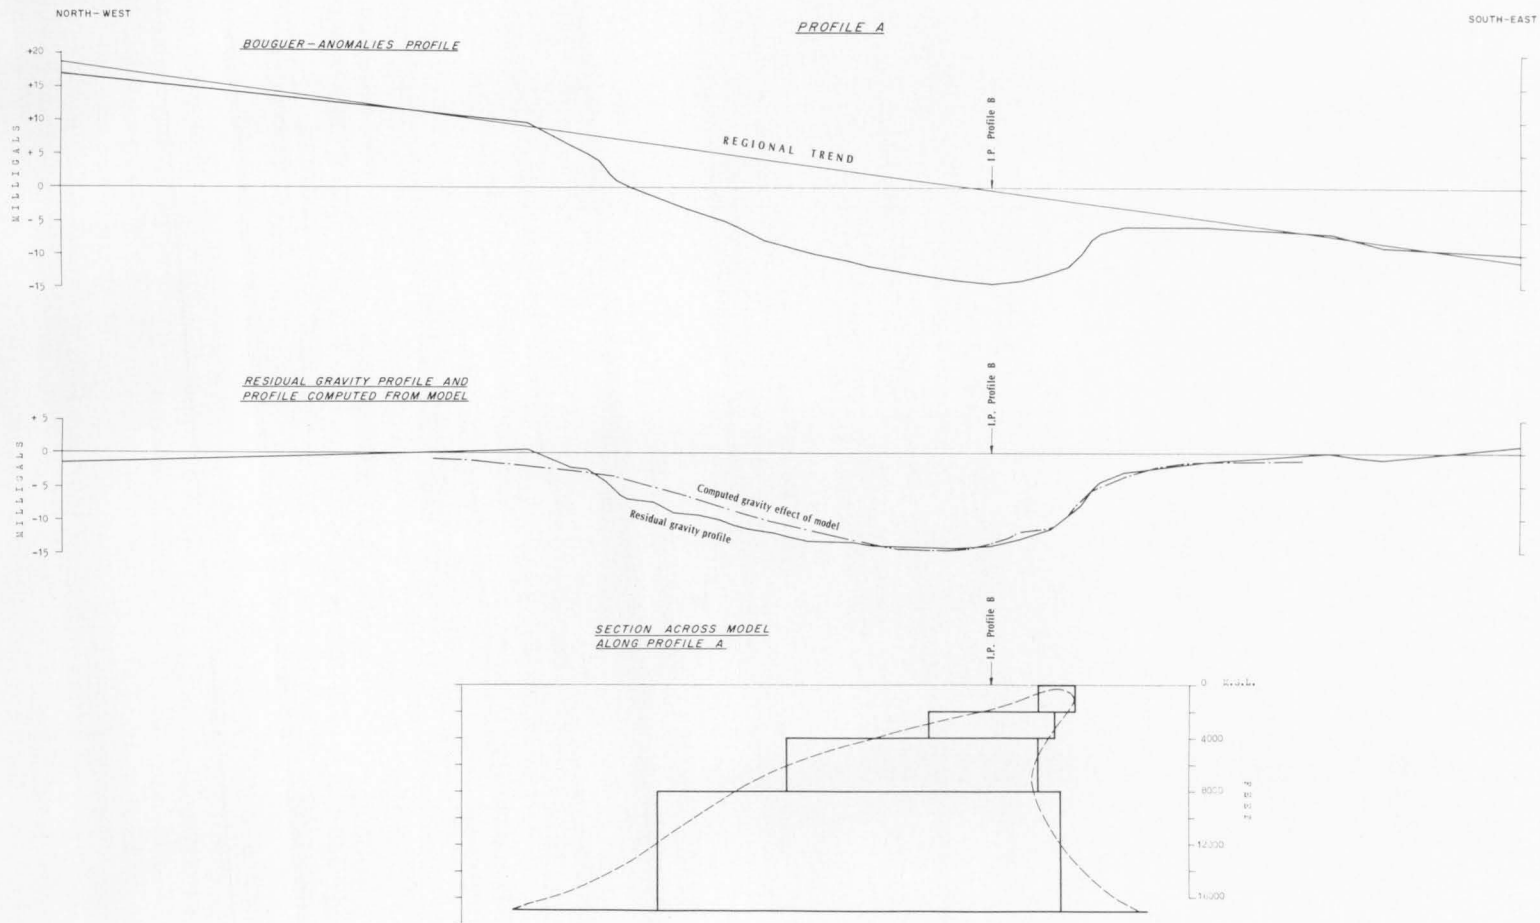 NORTH-WEST
PROFILE A
SOUTH-EAST
BOUGUER-ANOMALIES PROFILE
+20
+15
+10
+5
0
-5
-10
-15
MILLIGALS
REGIONAL TREND
I.P. Profile B
RESIDUAL GRAVITY PROFILE AND
PROFILE COMPUTED FROM MODEL
+5
0
-5
-10
-15
MILLIGALS
I.P. Profile B
Computed gravity effect of model
Residual gravity profile
SECTION ACROSS MODEL
ALONG PROFILE A
I.P. Profile B
0 M.S.L.
4000
8000
12000
16000
FEET